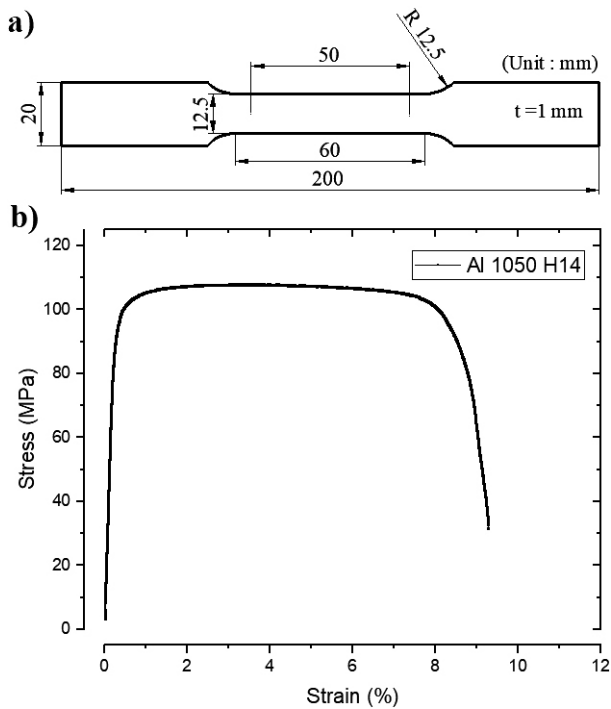 a)
50
R 12.5
(Unit : mm)
20
12.5
t =1 mm
60
200
b)
120
100
80
60
40
20
0
Stress (MPa)
Al 1050 H14
0 2 4 6 8 10 12
Strain (%)